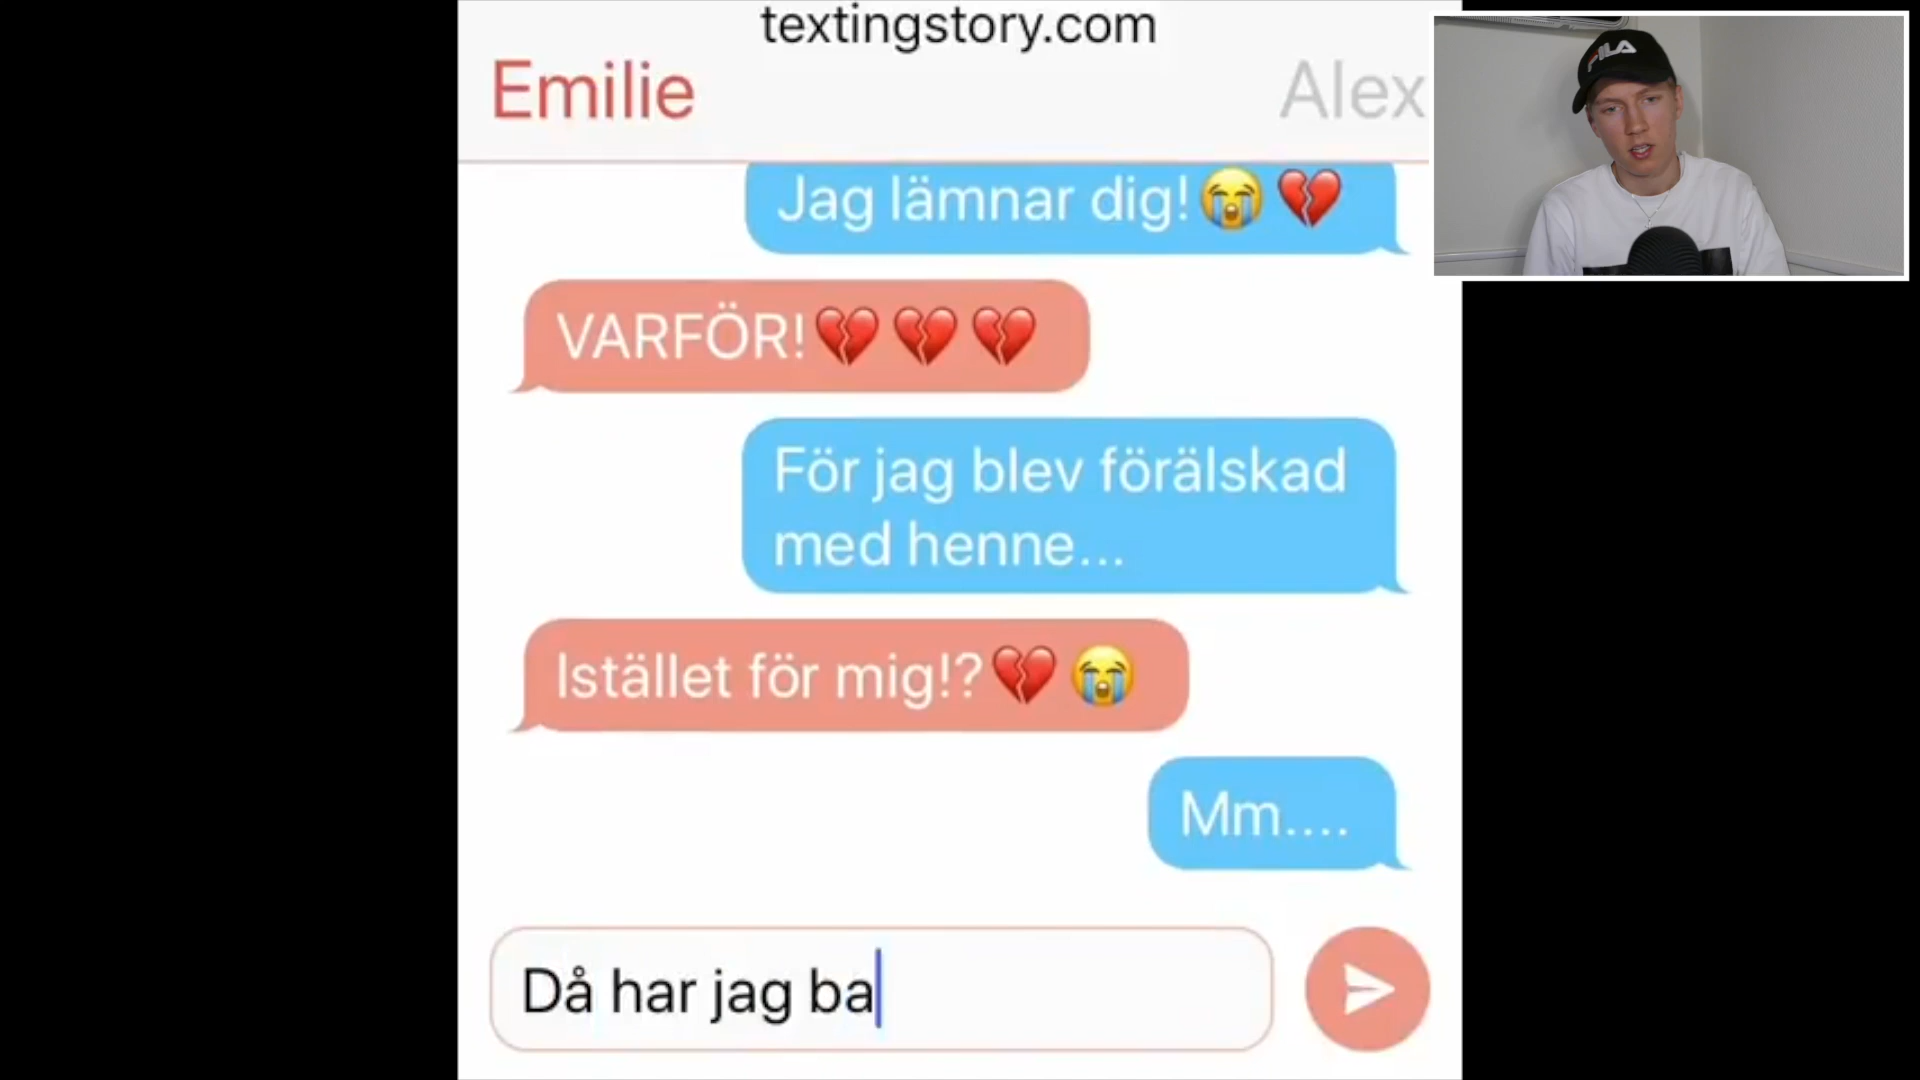 textingstory.com
Emilie
Alex
FILA
Jag lämnar dig!😭💔
VARFÖR!💔💔💔
För jag blev förälskad
med henne...
Istället för mig!?💔😭
Mm....
Då har jag ba